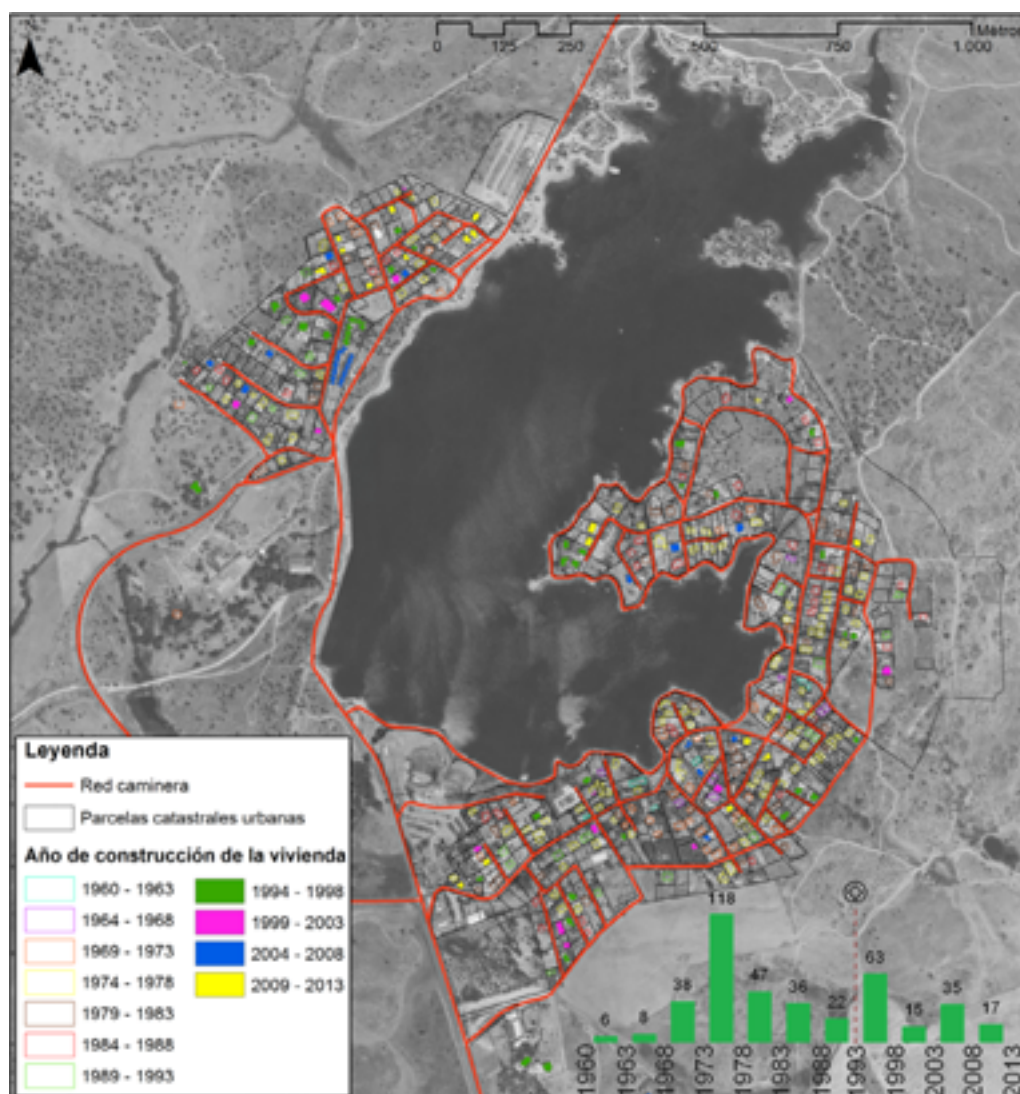 Metros
0 125 250 500 750 1.000
Leyenda
Red caminera
Parcelas catastrales urbanas
Año de construcción de la vivienda
1960 - 1963
1964 - 1968
1969 - 1973
1974 - 1978
1979 - 1983
1984 - 1988
1989 - 1993
1994 - 1998
1999 - 2003
2004 - 2008
2009 - 2013
6 8 38 118 47 36 22 63 15 35 17
1960 1963 1968 1973 1978 1983 1988 1993 1998 2003 2008 2013